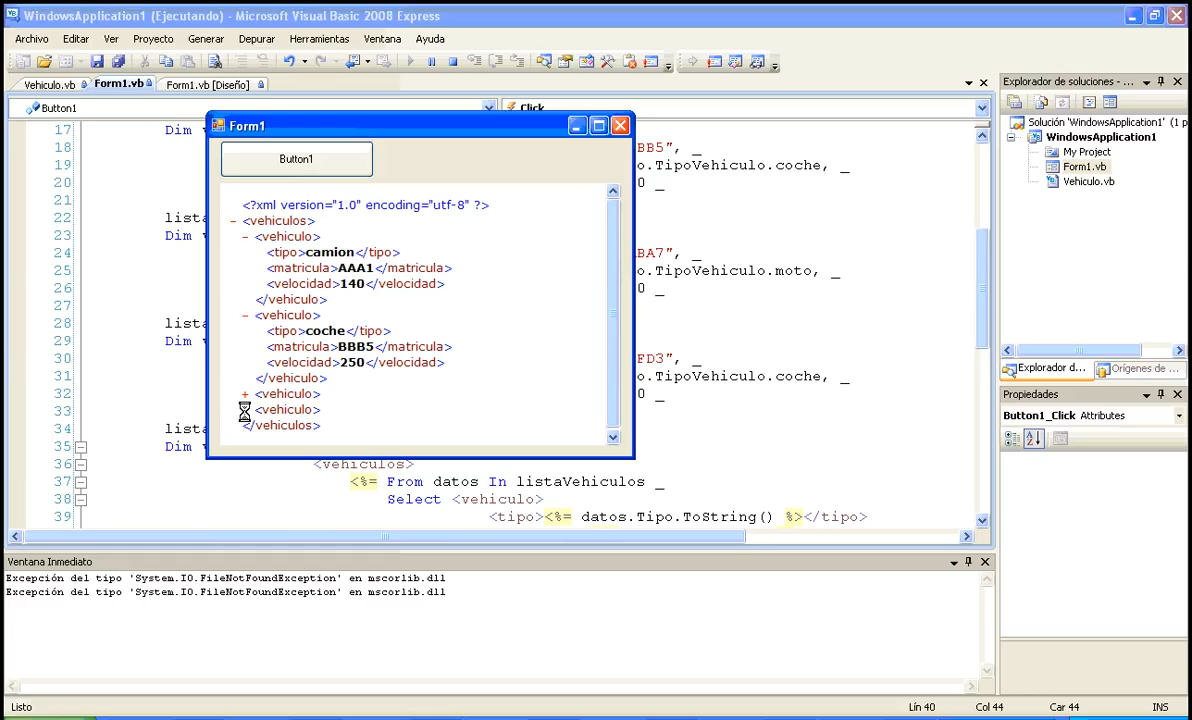 WindowsApplication1 (Ejecutando) - Microsoft Visual Basic 2008 Express
Archivo Editar Ver Proyecto Generar Depurar Herramientas Ventana Ayuda
Vehiculo.vb Form1.vb Form1.vb [Diseño]
Button1 Click
17 Dim
18 BB5", _
19 o.TipoVehiculo.coche, _
20 0 _
21
22 lista
23 Dim
24 BA7", _
25 o.TipoVehiculo.moto, _
26 0 _
27
28 lista
29 Dim
30 FD3", _
31 o.TipoVehiculo.coche, _
32 0 _
33
34 lista
35 Dim
36 <vehiculos>
37 <%= From datos In listaVehiculos _
38 Select <vehiculo>
39 <tipo><%= datos.Tipo.ToString() %></tipo>
Form1
Button1
<?xml version="1.0" encoding="utf-8" ?>
- <vehiculos>
- <vehiculo>
<tipo>camion</tipo>
<matricula>AAA1</matricula>
<velocidad>140</velocidad>
</vehiculo>
- <vehiculo>
<tipo>coche</tipo>
<matricula>BBB5</matricula>
<velocidad>250</velocidad>
</vehiculo>
+ <vehiculo>
<vehiculo>
</vehiculos>
Explorador de soluciones - ...
Solución 'WindowsApplication1' (1 p
WindowsApplication1
My Project
Form1.vb
Vehiculo.vb
Explorador d... Orígenes de ...
Propiedades
Button1_Click Attributes
Ventana Inmediato
Excepción del tipo 'System.IO.FileNotFoundException' en mscorlib.dll
Excepción del tipo 'System.IO.FileNotFoundException' en mscorlib.dll
Listo Lín 40 Col 44 Car 44 INS